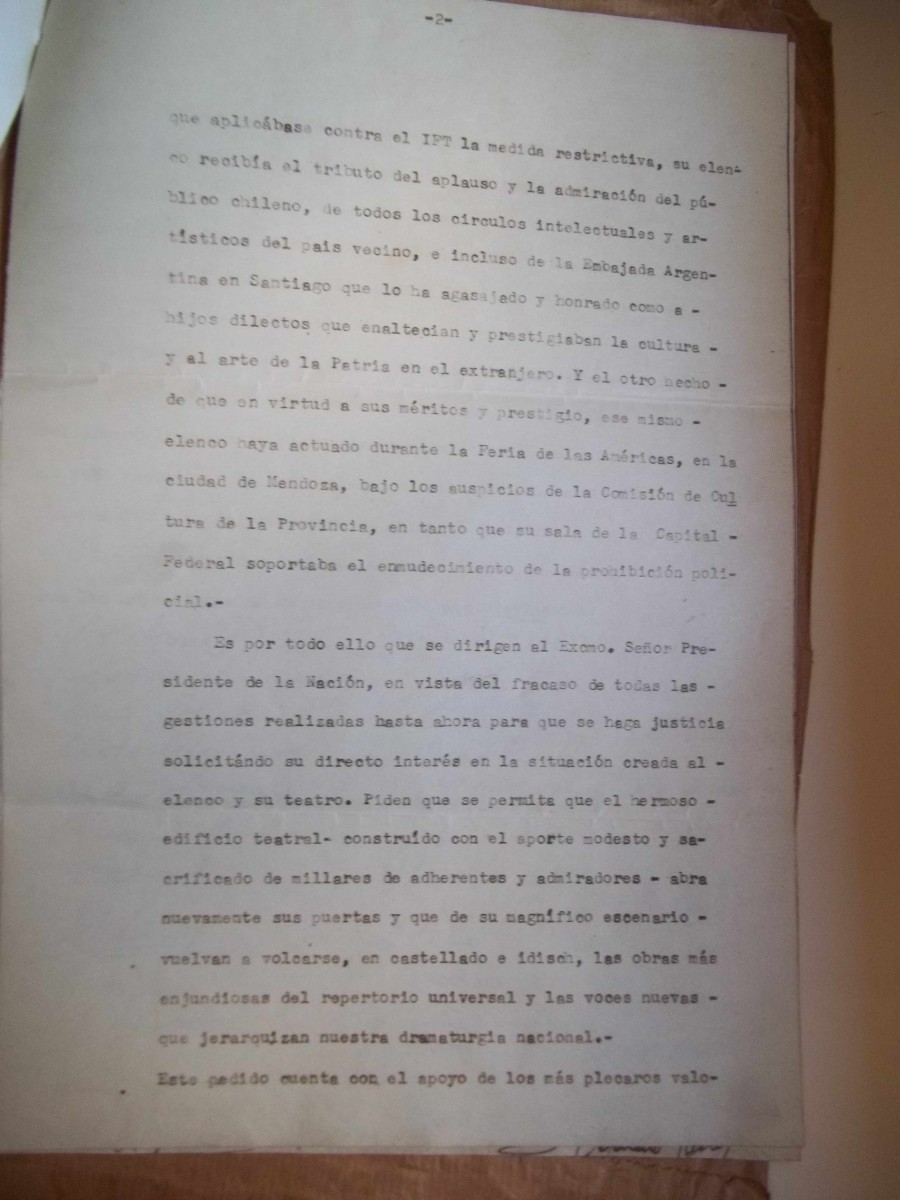 -2-
que aplicábase contra el IFT la medida restrictiva, su elen-
co recibía el tributo del aplauso y la admiración del pú-
blico chileno, de todos los circulos intelectuales y ar-
tísticos del pais vecino, e incluso de la Embajada Argen-
tina en Santiago que lo ha agasajado y honrado como a -
hijos dilectos que enaltecian y prestigiaban la cultura -
y al arte de la Patria en el extranjero. Y el otro hecho -
de que en virtud a sus méritos y prestigio, ese mismo -
elenco haya actuado durante la Feria de las Américas, en la
ciudad de Mendoza, bajo los auspicios de la Comisión de Cul
tura de la Provincia, en tanto que su sala de la Capital -
Federal soportaba el enmudecimiento de la prohibición poli-
cial.-
Es por todo ello que se dirigen al Excmo. Señor Pre-
sidente de la Nación, en vista del fracaso de todas las -
gestiones realizadas hasta ahora para que se haga justicia
solicitándo su directo interés en la situación creada al -
elenco y su teatro. Piden que se permita que el hermoso -
edificio teatral- construído con el aporte modesto y sa-
crificado de millares de adherentes y admiradores - abra
nuevamente sus puertas y que de su magnífico escenario -
vuelvan a volcarse, en castellado e idisch, las obras más
enjundiosas del repertorio universal y las voces nuevas -
que jerarquizan nuestra dramaturgia nacional.-
Este pedido cuenta con el apoyo de los más plecaros valo-